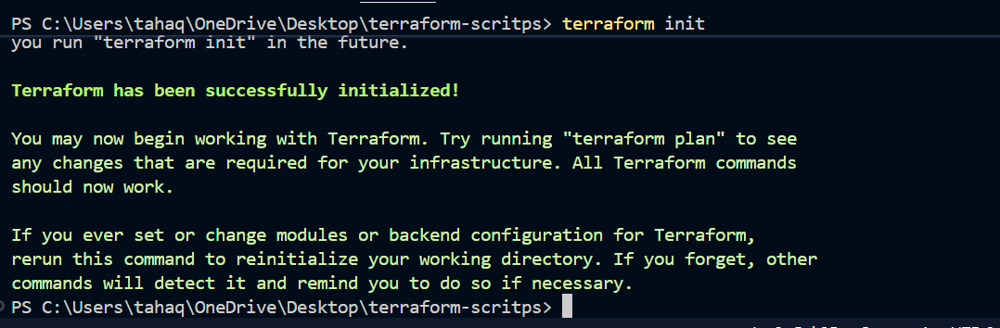 PS C:\Users\tahaq\OneDrive\Desktop\terraform-scritps> terraform init
you run "terraform init" in the future.
Terraform has been successfully initialized!
You may now begin working with Terraform. Try running "terraform plan" to see
any changes that are required for your infrastructure. All Terraform commands
should now work.
If you ever set or change modules or backend configuration for Terraform,
rerun this command to reinitialize your working directory. If you forget, other
commands will detect it and remind you to do so if necessary.
PS C:\Users\tahaq\OneDrive\Desktop\terraform-scritps>